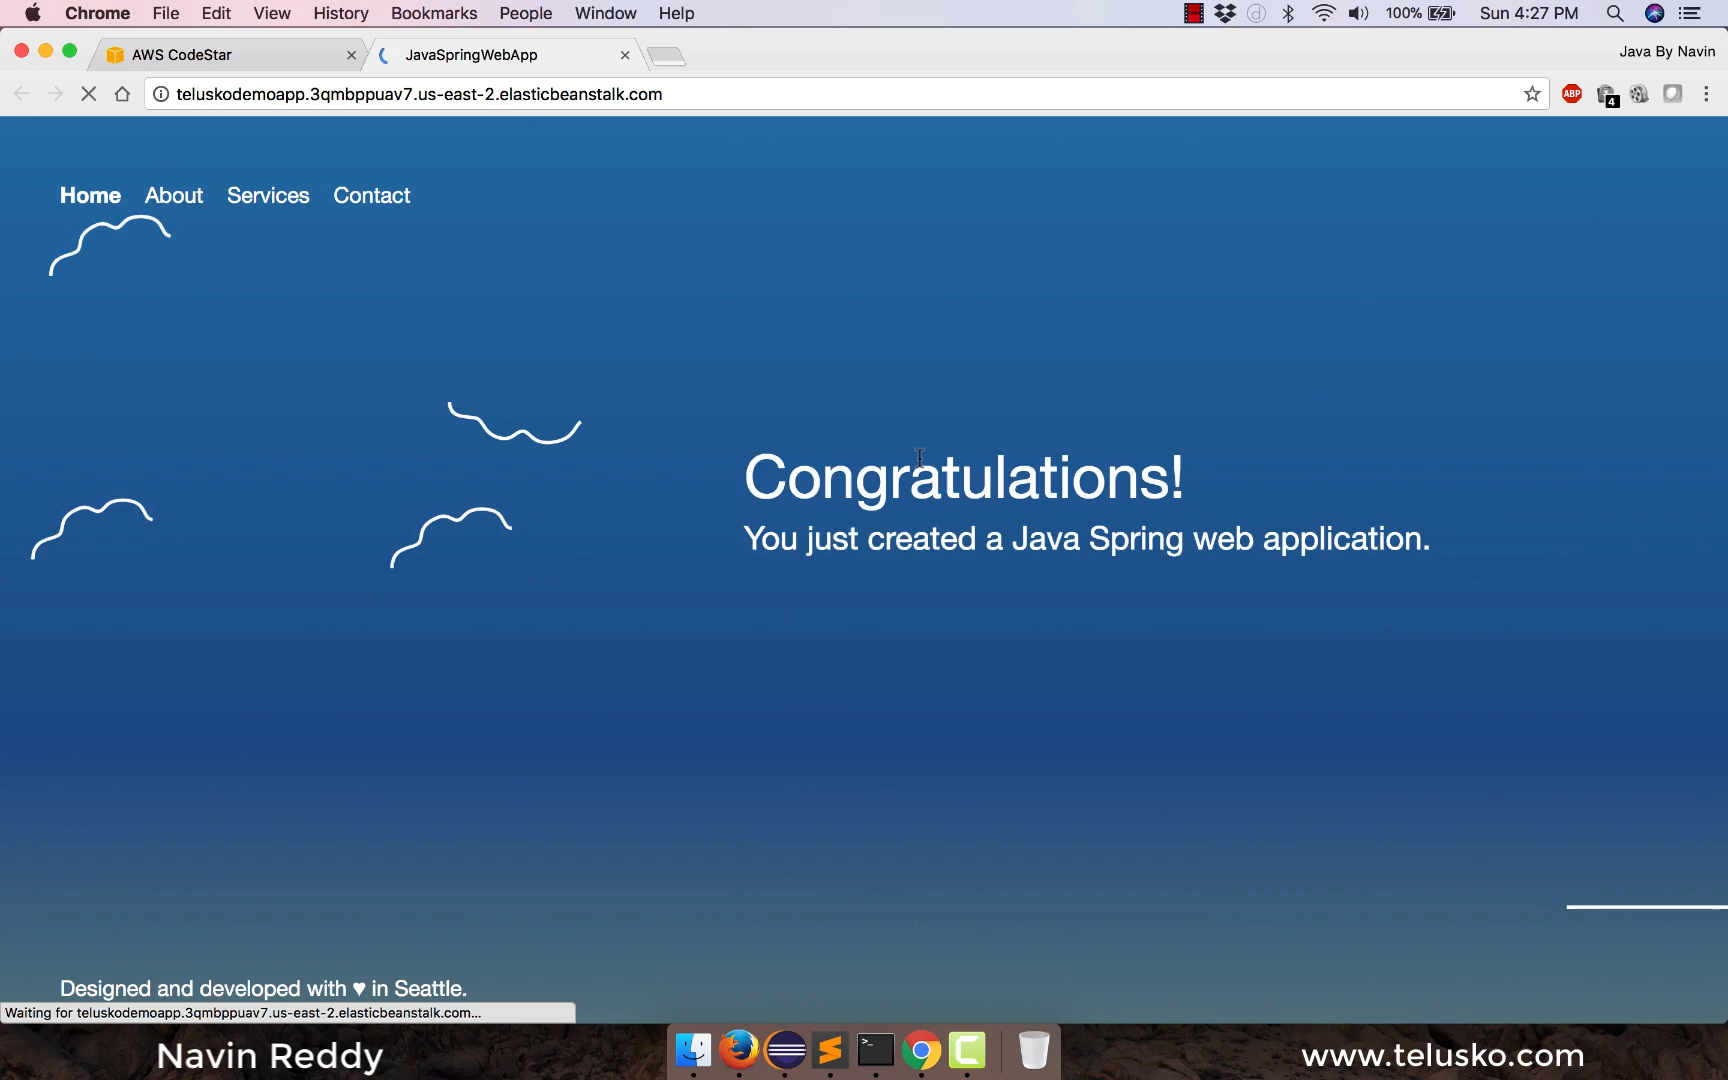 Chrome File Edit View History Bookmarks People Window Help 100% Sun 4:27 PM
AWS CodeStar JavaSpringWebApp Java By Navin
teluskodemoapp.3qmbppuav7.us-east-2.elasticbeanstalk.com ABP 4
Home About Services Contact
Congratulations!
You just created a Java Spring web application.
Designed and developed with ♥ in Seattle.
Waiting for teluskodemoapp.3qmbppuav7.us-east-2.elasticbeanstalk.com...
Navin Reddy www.telusko.com